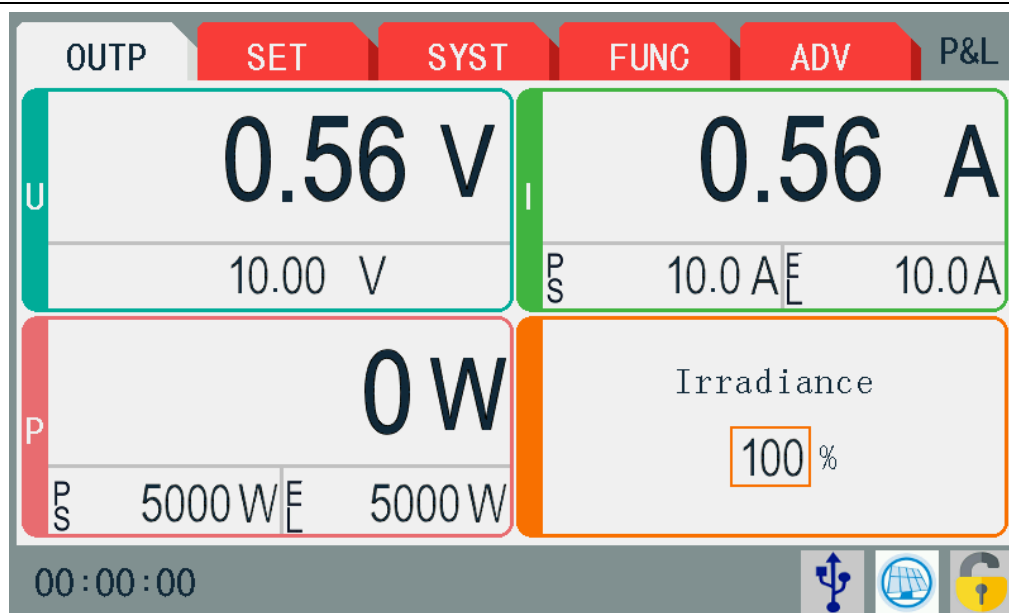 OUTP SET SYST FUNC ADV P&L
U 0.56 V
10.00 V
I 0.56 A
PS 10.0 A EL 10.0 A
P 0 W
PS 5000 W EL 5000 W
Irradiance
100 %
00:00:00